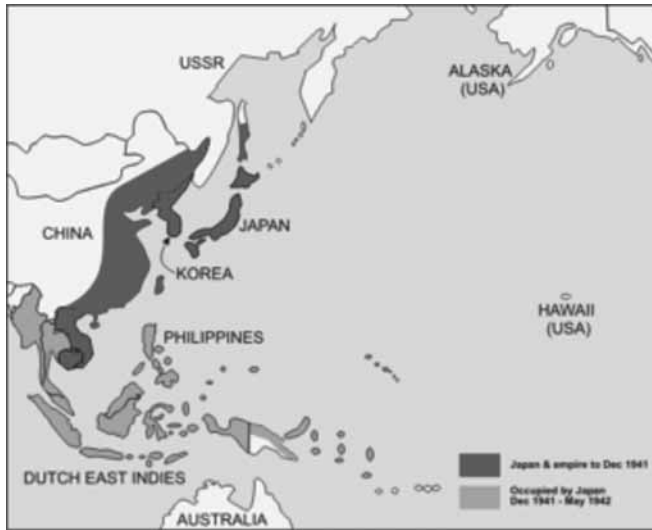 USSR
ALASKA
(USA)
CHINA
JAPAN
KOREA
HAWAII
(USA)
PHILIPPINES
Japan & empire to Dec 1941
Occupied by Japan
Dec 1941 - May 1942
DUTCH EAST INDIES
AUSTRALIA